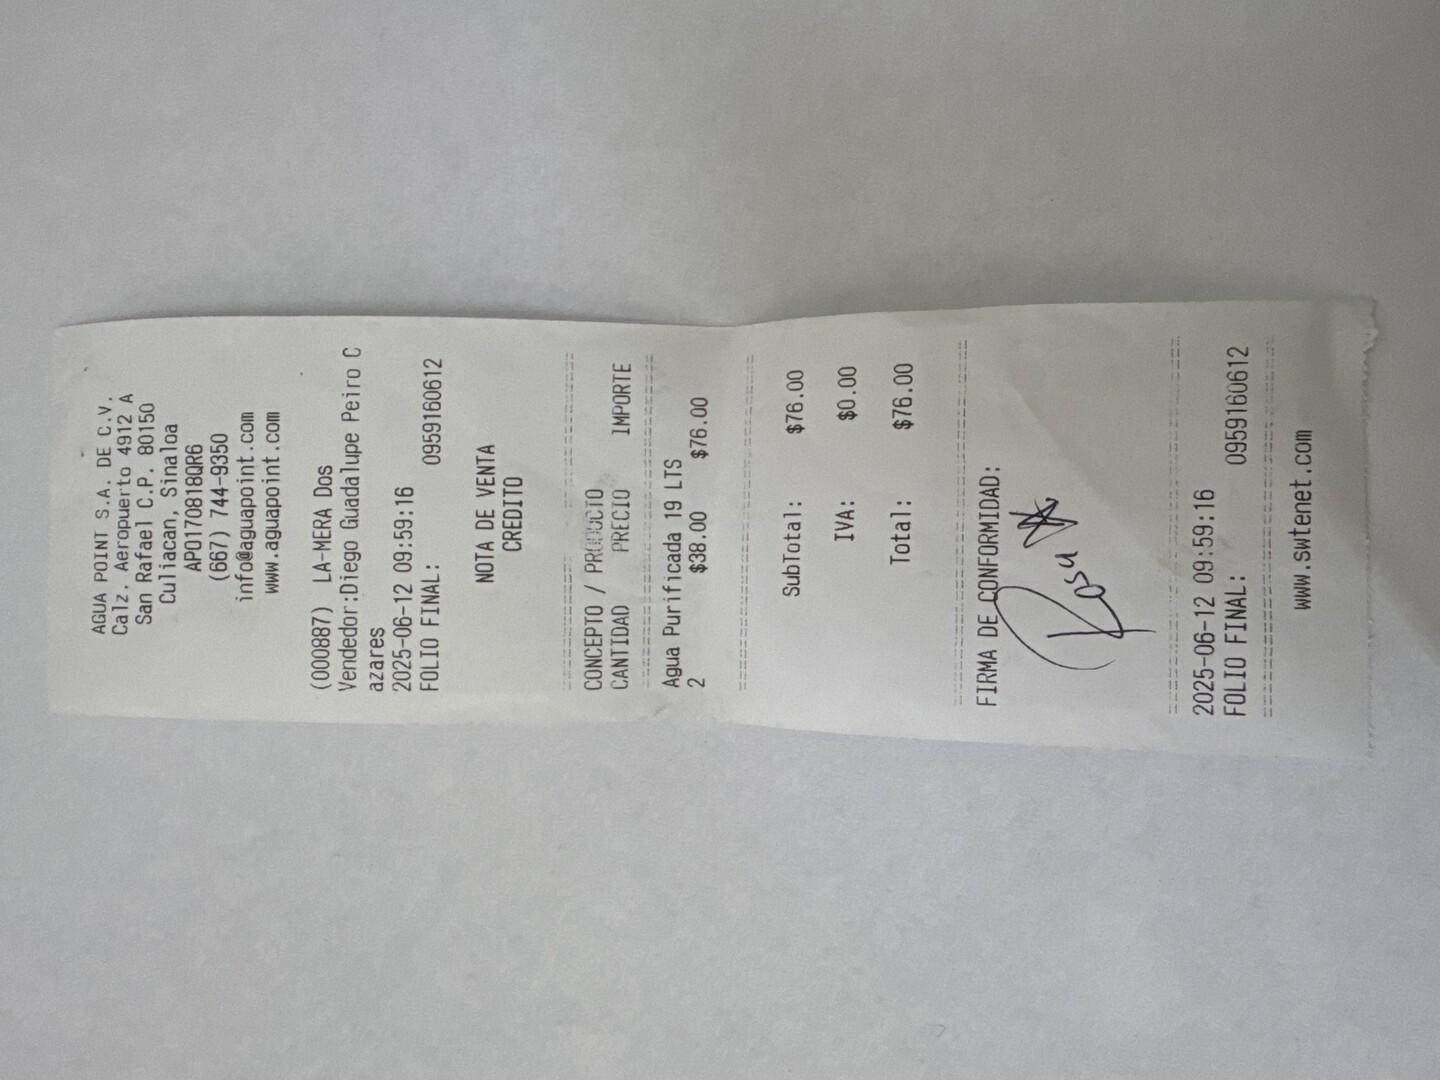 AGUA POINT S.A. DE C.V.
Calz. Aeropuerto 4912 A
San Rafael C.P. 80150
Culiacan, Sinaloa
APO170818QR6
(667) 744-9350
info@aguapoint.com
www.aguapoint.com
(000887) LA-MERA Dos
Vendedor:Diego Guadalupe Peiro C
azares
2025-06-12 09:59:16
FOLIO FINAL: 0959160612
NOTA DE VENTA
CREDITO
CONCEPTO / PRODUCTO
CANTIDAD PRECIO IMPORTE
Agua Purificada 19 LTS
2 $38.00 $76.00
SubTotal: $76.00
IVA: $0.00
Total: $76.00
FIRMA DE CONFORMIDAD:
Rosa
2025-06-12 09:59:16
FOLIO FINAL: 0959160612
www.swtenet.com